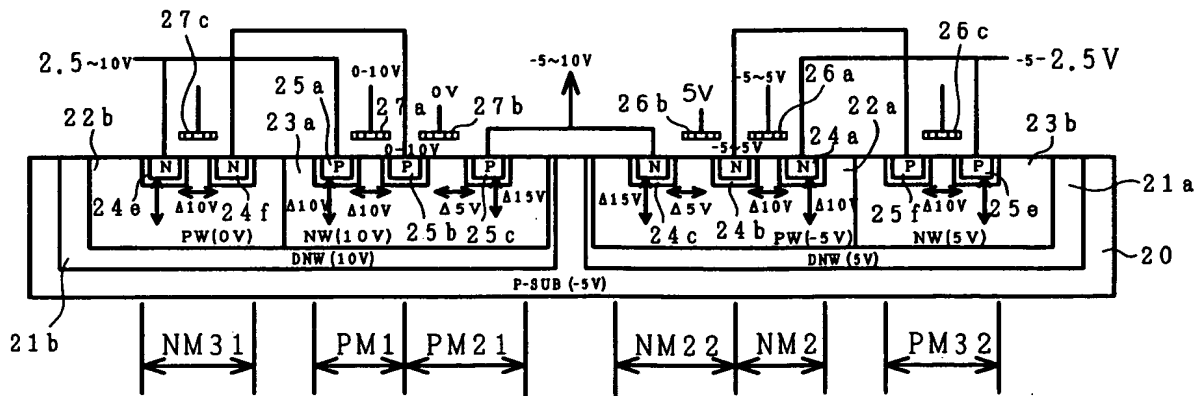 27c
2.5~10V
0-10V
0V
-5~10V
5V
-5~5V
26c
-5-2.5V
25a
27a
27b
26b
26a
22b
23a
22a
23b
24a
N
N
P
P
P
N
N
N
P
P
0-10V
-5~5V
24e
24f
Δ10V
Δ10V
Δ10V
Δ5V
Δ15V
Δ15V
Δ5V
Δ10V
Δ10V
Δ10V
25f
25e
21a
25b
25c
24c
24b
20
PW(0V)
NW(10V)
PW(-5V)
NW(5V)
DNW(10V)
DNW(5V)
P-SUB(-5V)
21b
NM31
PM1
PM21
NM22
NM2
PM32